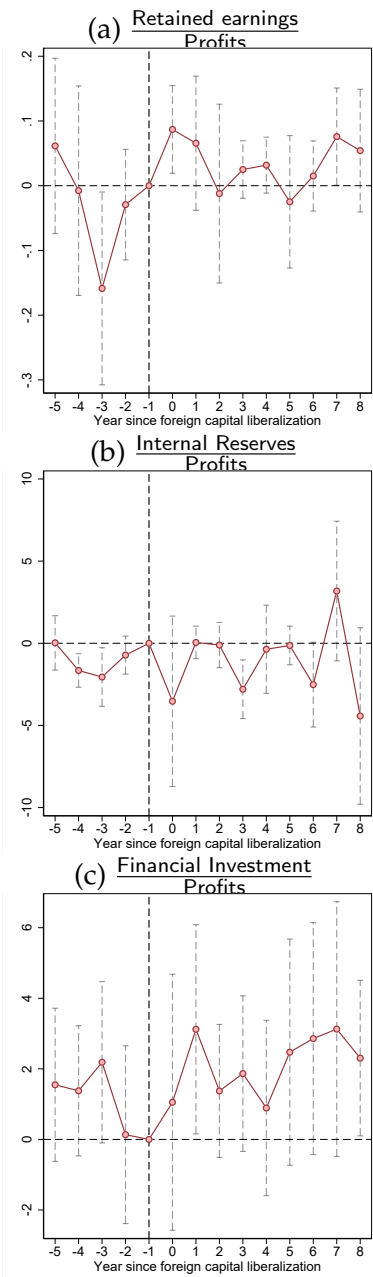 (a) Retained earnings
Profits
.2
.1
0
-.1
-.2
-.3
-5 -4 -3 -2 -1 0 1 2 3 4 5 6 7 8
Year since foreign capital liberalization
(b) Internal Reserves
Profits
10
5
0
-5
-10
-5 -4 -3 -2 -1 0 1 2 3 4 5 6 7 8
Year since foreign capital liberalization
(c) Financial Investment
Profits
6
4
2
0
-2
-5 -4 -3 -2 -1 0 1 2 3 4 5 6 7 8
Year since foreign capital liberalization